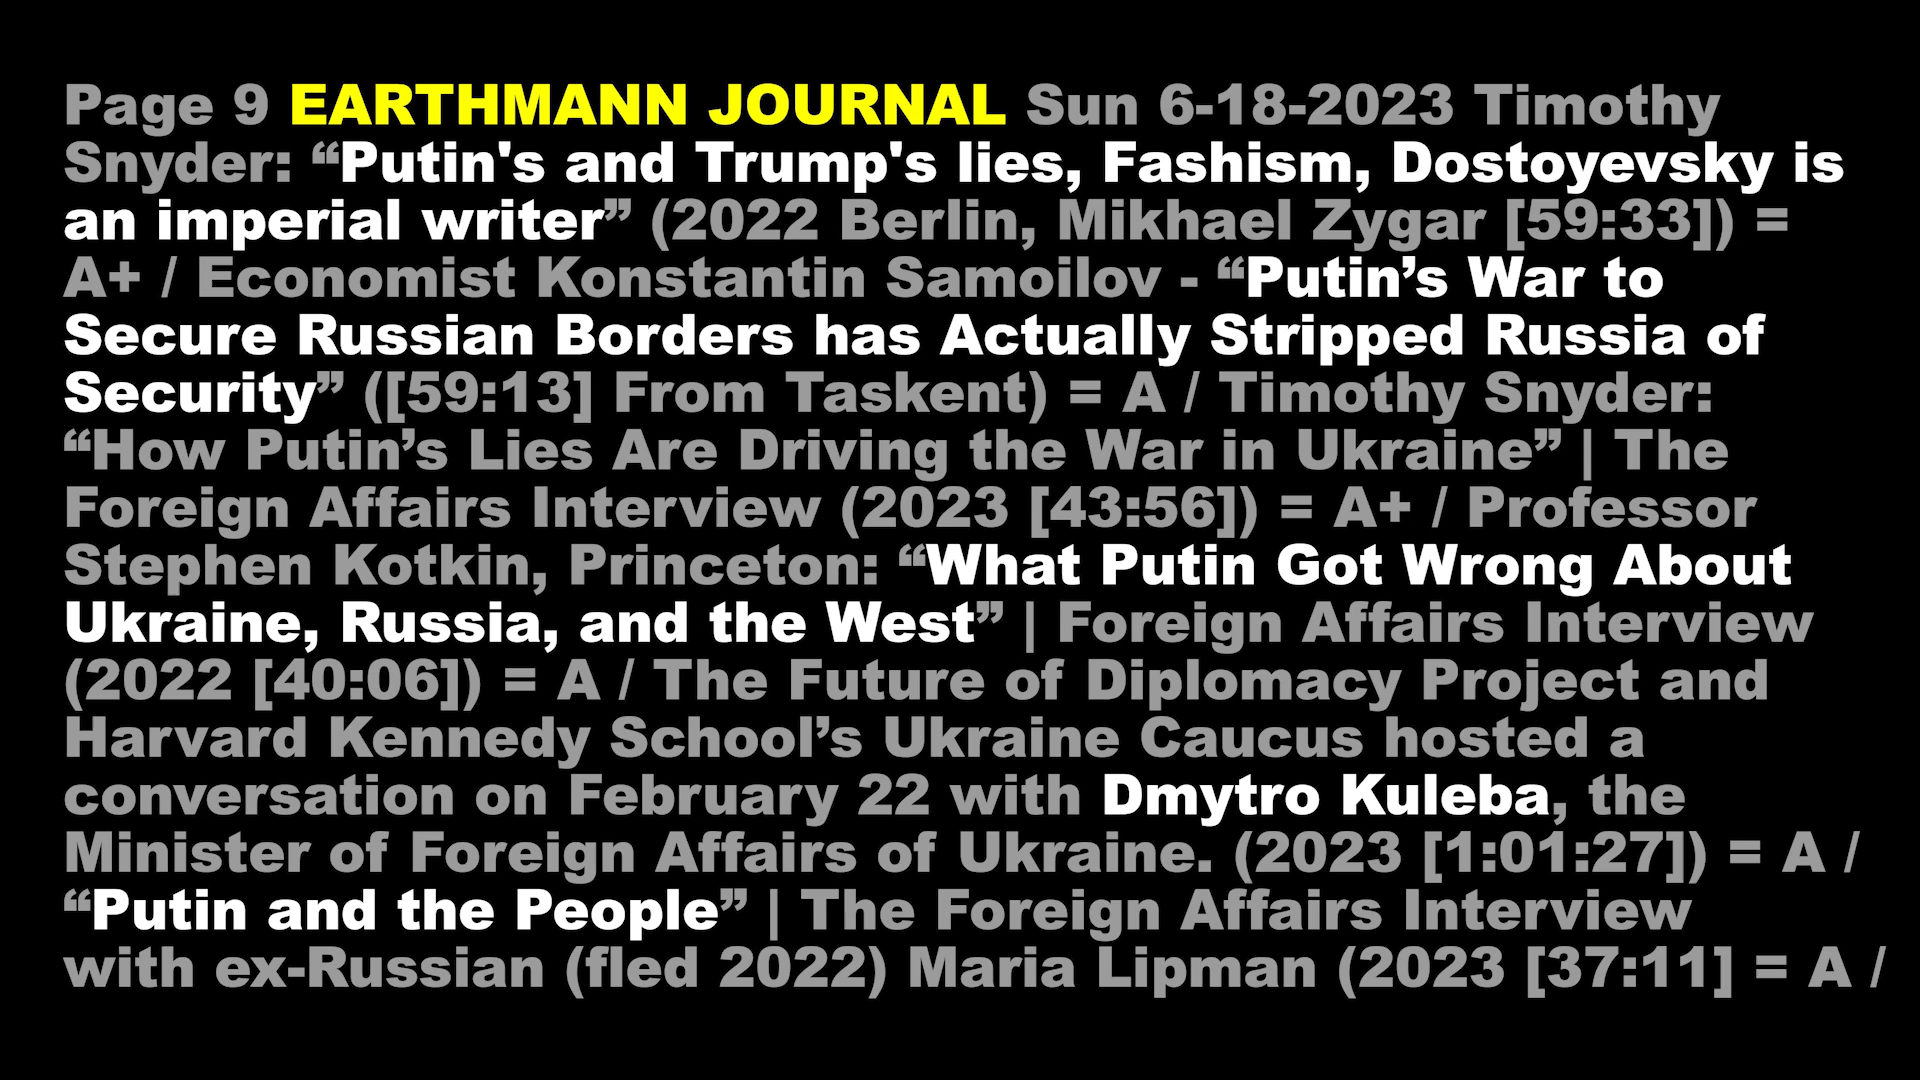 Page 9 EARTHMANN JOURNAL Sun 6-18-2023 Timothy
Snyder: “Putin's and Trump's lies, Fashism, Dostoyevsky is
an imperial writer” (2022 Berlin, Mikhael Zygar [59:33]) =
A+ / Economist Konstantin Samoilov - “Putin’s War to
Secure Russian Borders has Actually Stripped Russia of
Security” ([59:13] From Taskent) = A / Timothy Snyder:
“How Putin’s Lies Are Driving the War in Ukraine” | The
Foreign Affairs Interview (2023 [43:56]) = A+ / Professor
Stephen Kotkin, Princeton: “What Putin Got Wrong About
Ukraine, Russia, and the West” | Foreign Affairs Interview
(2022 [40:06]) = A / The Future of Diplomacy Project and
Harvard Kennedy School’s Ukraine Caucus hosted a
conversation on February 22 with Dmytro Kuleba, the
Minister of Foreign Affairs of Ukraine. (2023 [1:01:27]) = A /
“Putin and the People” | The Foreign Affairs Interview
with ex-Russian (fled 2022) Maria Lipman (2023 [37:11] = A /